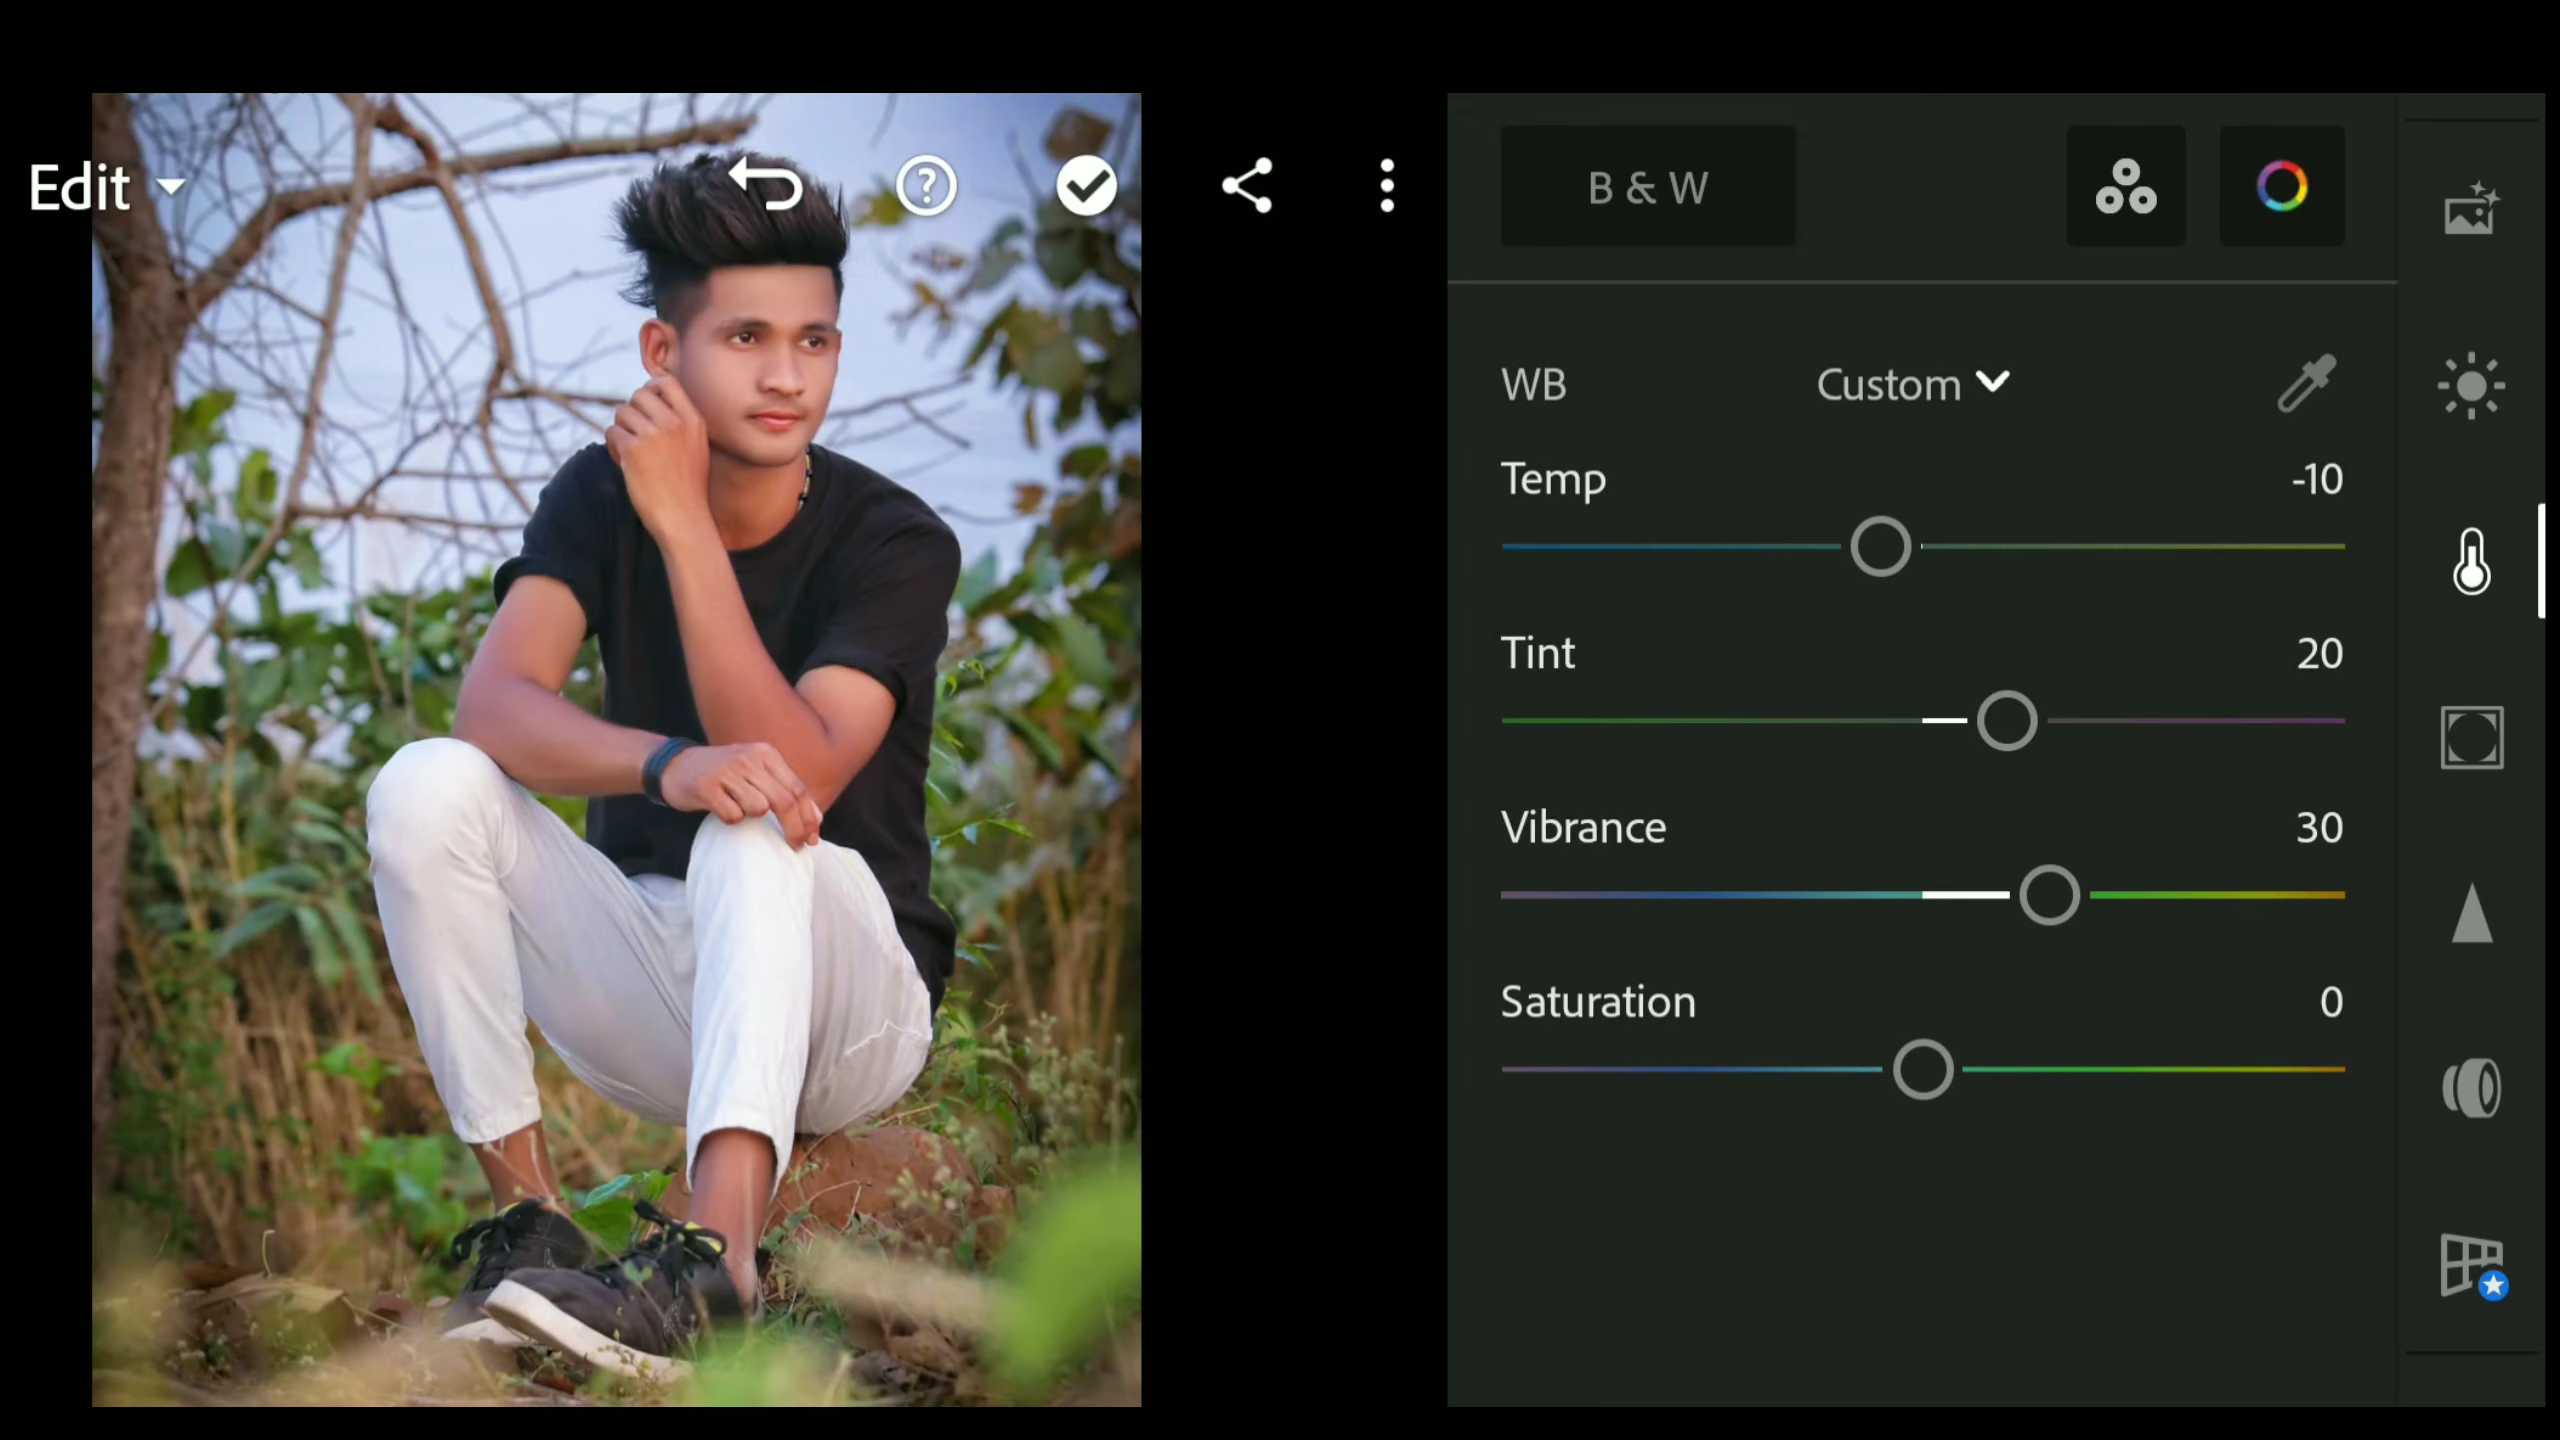 Edit
B & W
WB Custom
Temp -10
Tint 20
Vibrance 30
Saturation 0